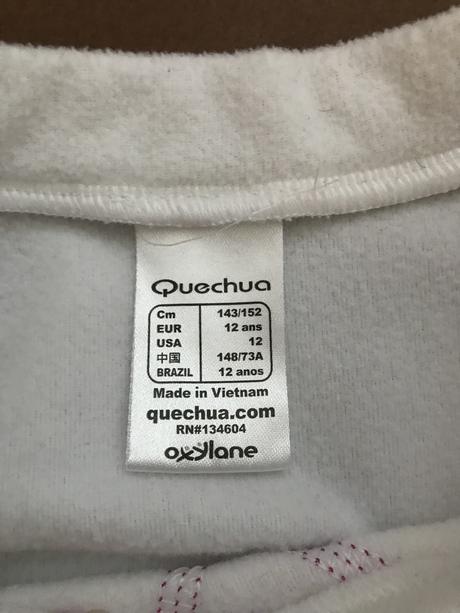 Quechua
Cm 143/152
EUR 12 ans
USA 12
中国 148/73A
BRAZIL 12 anos
Made in Vietnam
quechua.com
RN#134604
oxylane